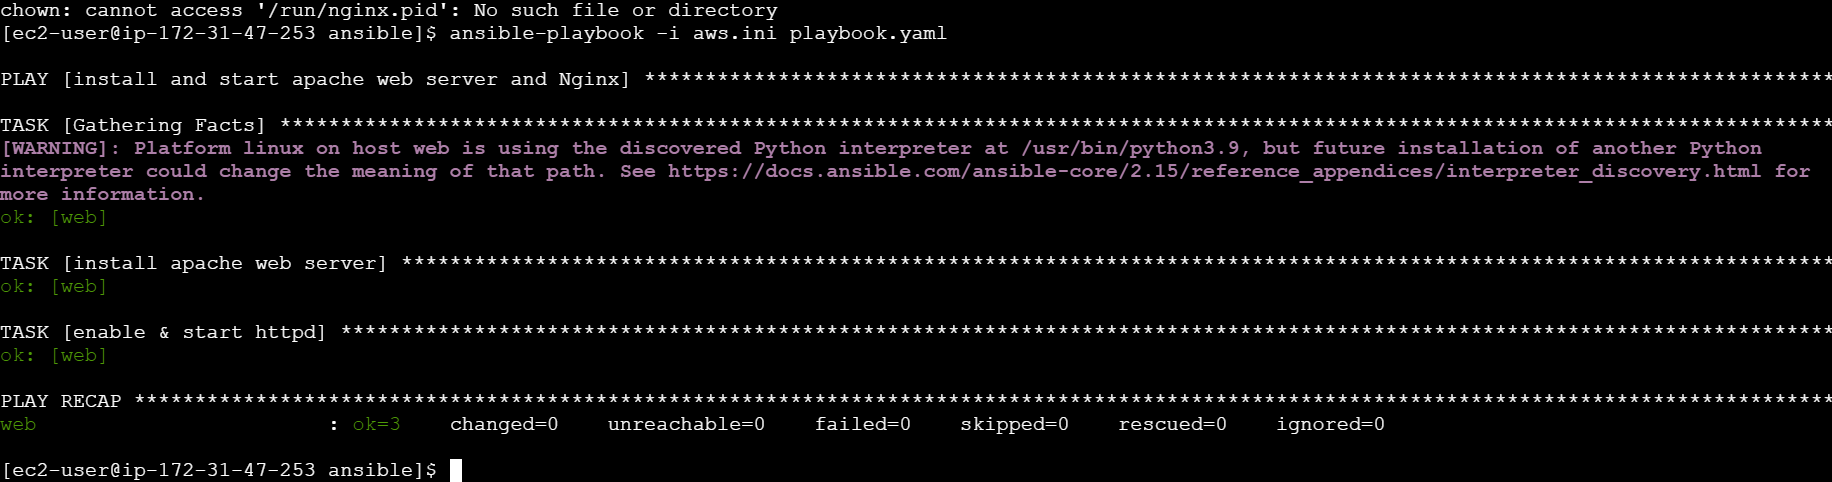 chown: cannot access '/run/nginx.pid': No such file or directory
[ec2-user@ip-172-31-47-253 ansible]$ ansible-playbook -i aws.ini playbook.yaml
PLAY [install and start apache web server and Nginx] **************************************************************************************************
TASK [Gathering Facts] ********************************************************************************************************************************
[WARNING]: Platform linux on host web is using the discovered Python interpreter at /usr/bin/python3.9, but future installation of another Python
interpreter could change the meaning of that path. See https://docs.ansible.com/ansible-core/2.15/reference_appendices/interpreter_discovery.html for
more information.
ok: [web]
TASK [install apache web server] **********************************************************************************************************************
ok: [web]
TASK [enable & start httpd] ***************************************************************************************************************************
ok: [web]
PLAY RECAP ********************************************************************************************************************************************
web                        : ok=3    changed=0    unreachable=0    failed=0    skipped=0    rescued=0    ignored=0
[ec2-user@ip-172-31-47-253 ansible]$